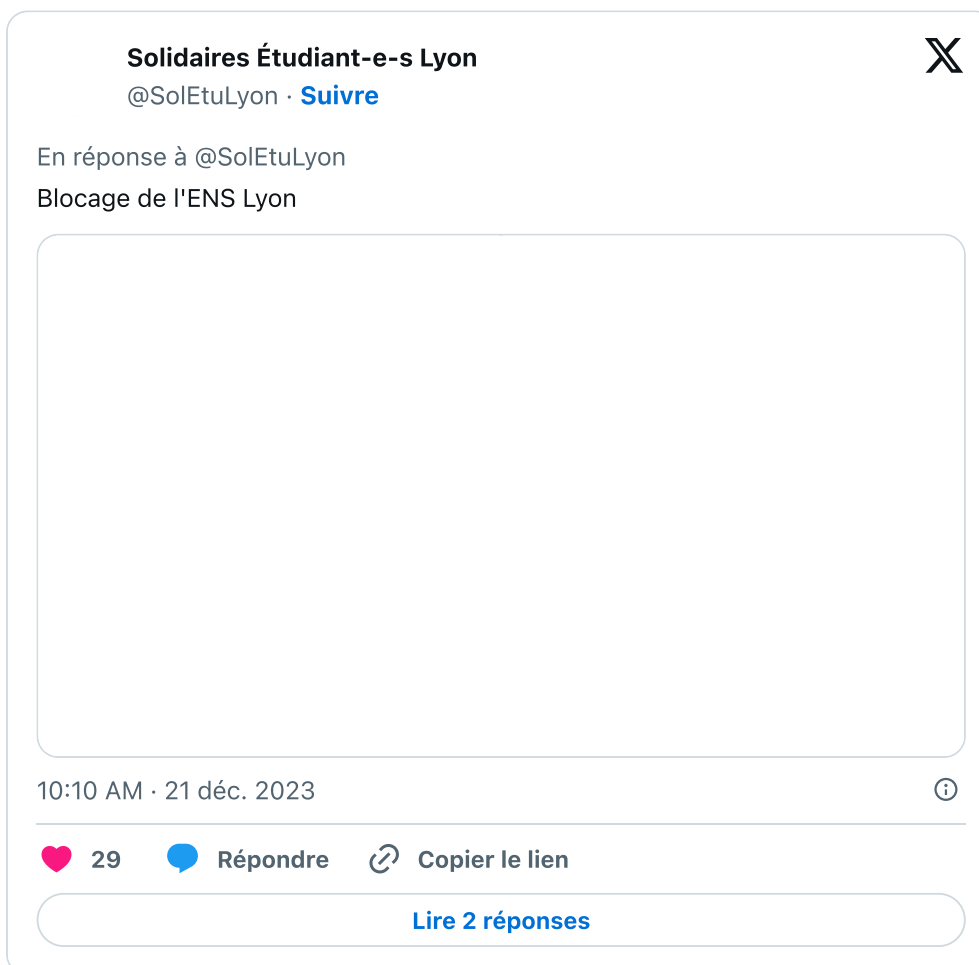 Solidaires Étudiant-e-s Lyon
@SolEtuLyon · Suivre
En réponse à @SolEtuLyon
Blocage de l'ENS Lyon
10:10 AM · 21 déc. 2023
29 Répondre Copier le lien
Lire 2 réponses